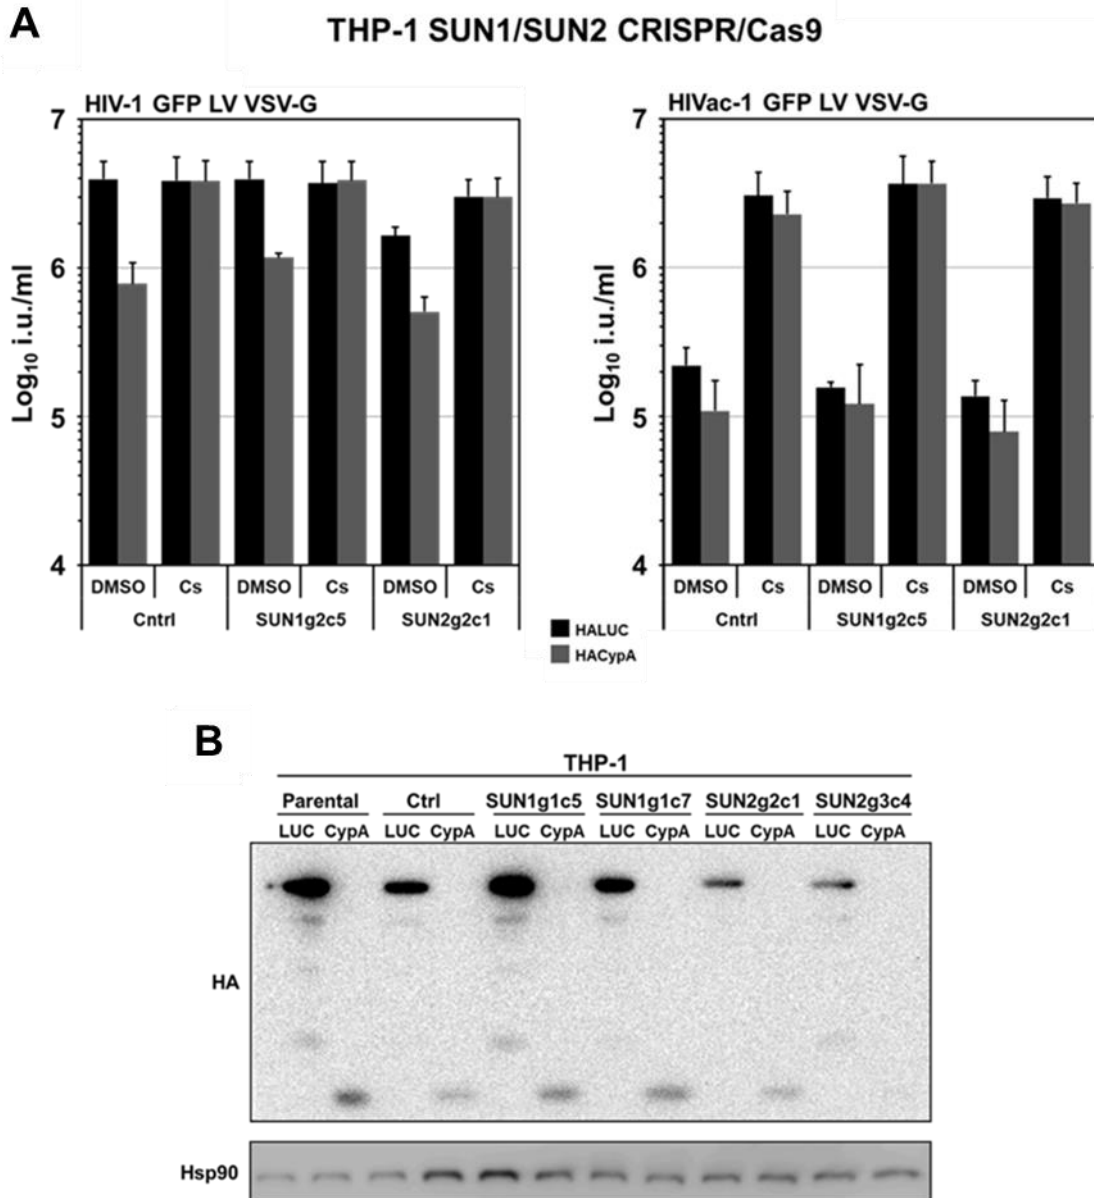 A
THP-1 SUN1/SUN2 CRISPR/Cas9
HIV-1 GFP LV VSV-G
7
6
5
4
Log10 i.u./ml
DMSO Cs DMSO Cs DMSO Cs
Cntrl SUN1g2c5 SUN2g2c1
HIVac-1 GFP LV VSV-G
7
6
5
4
Log10 i.u./ml
DMSO Cs DMSO Cs DMSO Cs
Cntrl SUN1g2c5 SUN2g2c1
HALUC
HACypA
B
THP-1
Parental Ctrl SUN1g1c5 SUN1g1c7 SUN2g2c1 SUN2g3c4
LUC CypA LUC CypA LUC CypA LUC CypA LUC CypA LUC CypA
HA
Hsp90